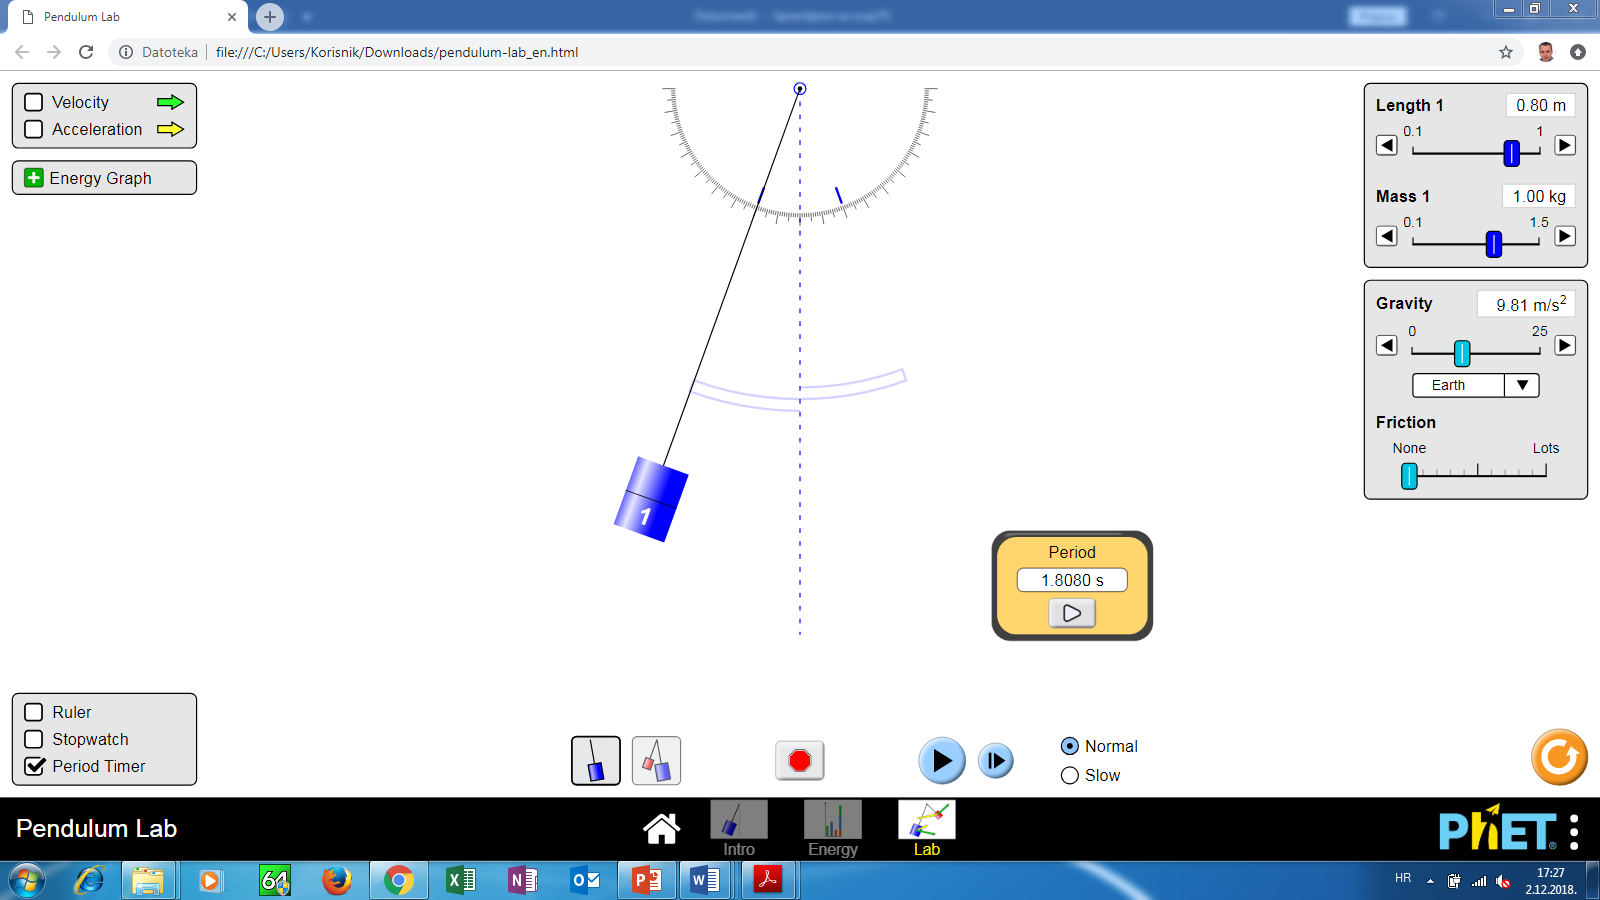 Pendulum Lab
Datoteka
file:///C:/Users/Korisnik/Downloads/pendulum-lab_en.html
Velocity
Acceleration
Energy Graph
Length 1
0.80 m
0.1
1
Mass 1
1.00 kg
0.1
1.5
Gravity
9.81 m/s²
0
25
Earth
Friction
None
Lots
1
Period
1.8080 s
Ruler
Stopwatch
Period Timer
Normal
Slow
Pendulum Lab
Intro
Energy
Lab
PhET
64
HR
17:27
2.12.2018.